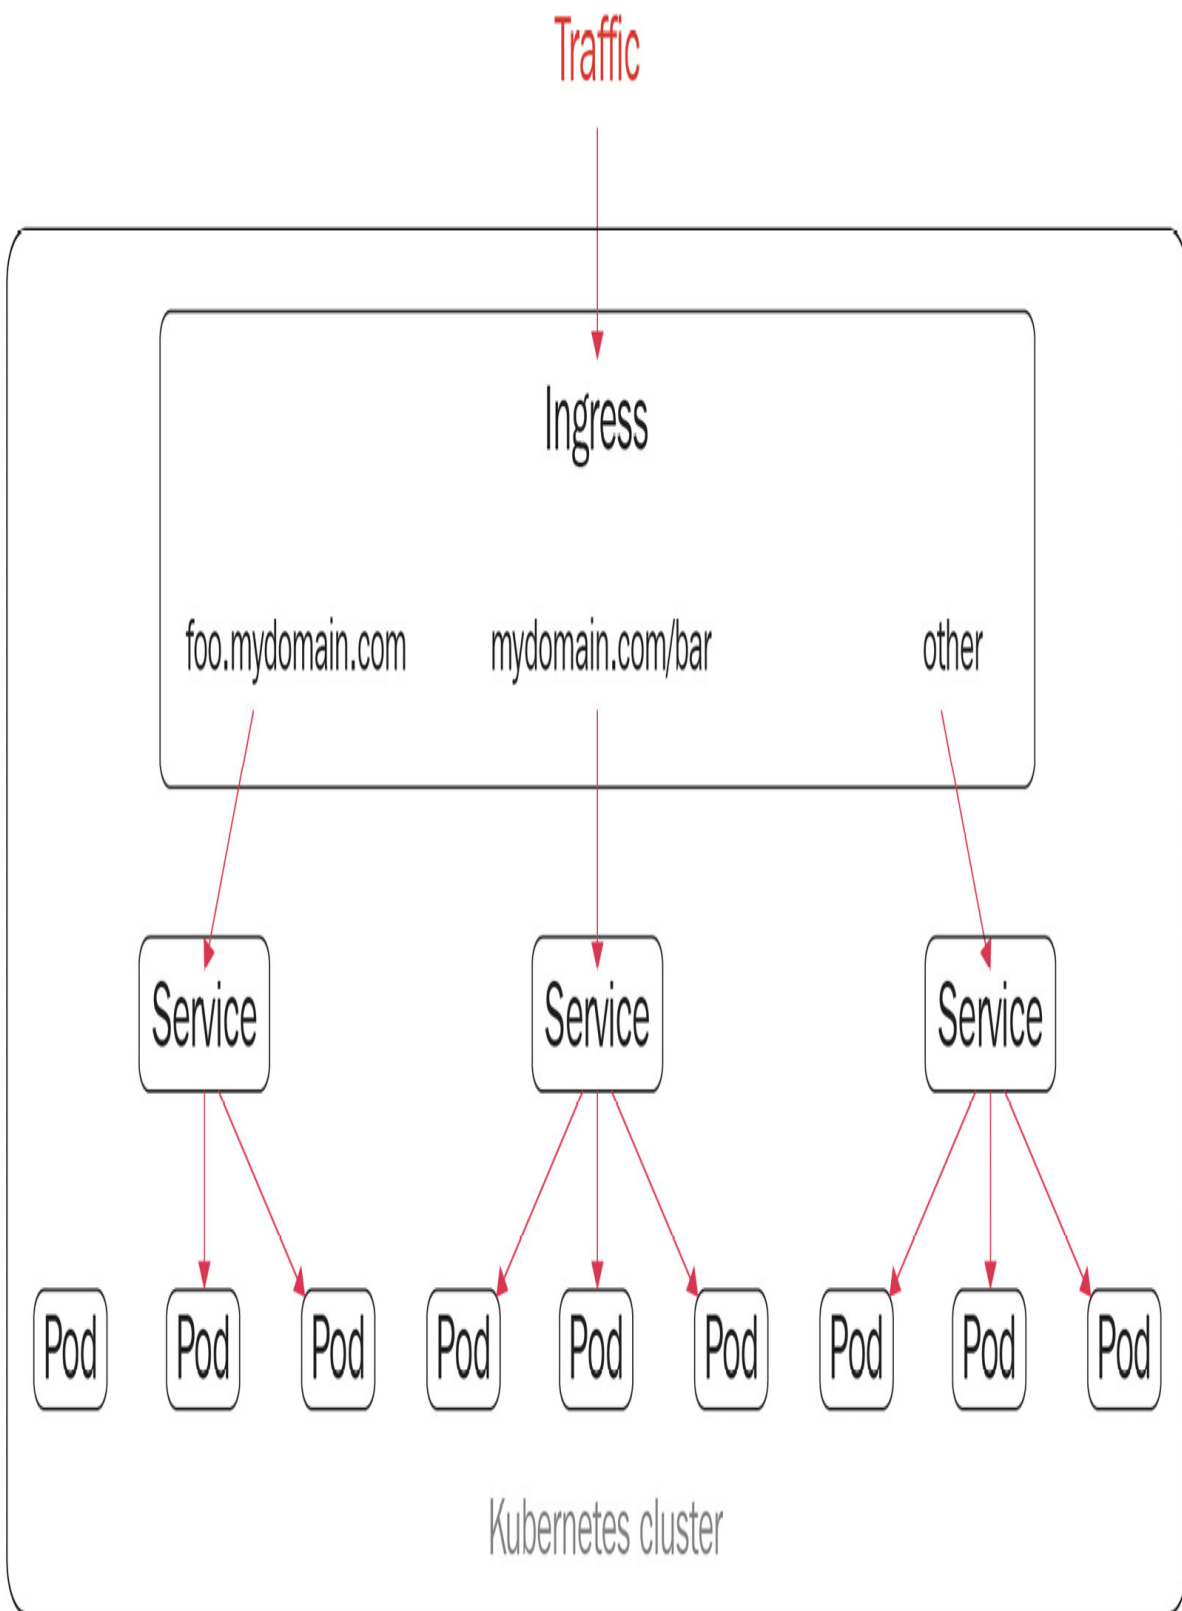 Traffic
Ingress
foo.mydomain.com mydomain.com/bar other
Service Service Service
Pod Pod Pod Pod Pod Pod Pod Pod Pod
Kubernetes cluster